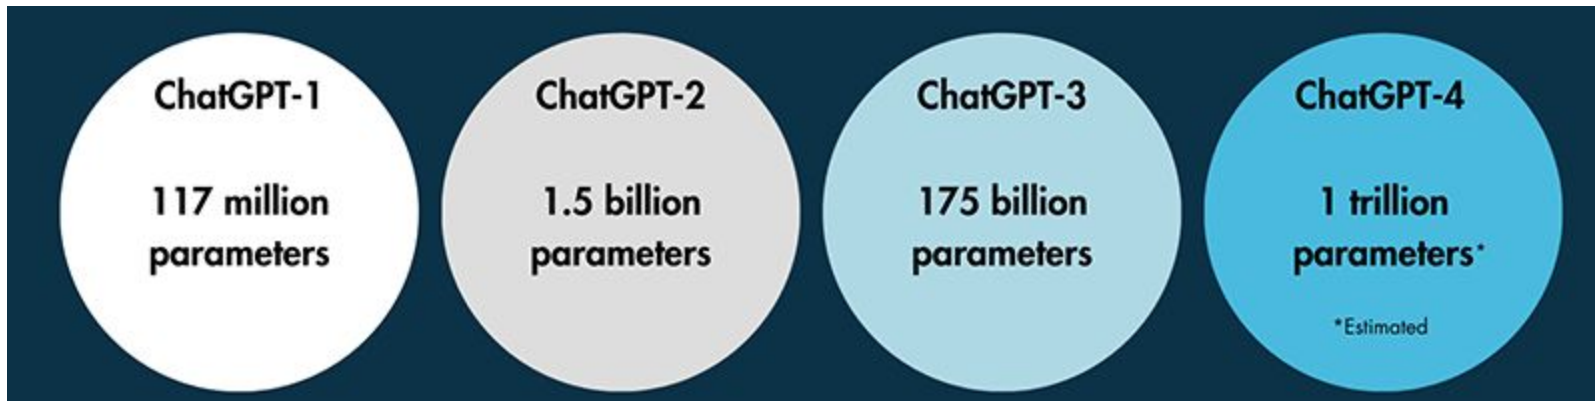 ChatGPT-1
117 million
parameters
ChatGPT-2
1.5 billion
parameters
ChatGPT-3
175 billion
parameters
ChatGPT-4
1 trillion
parameters*
*Estimated